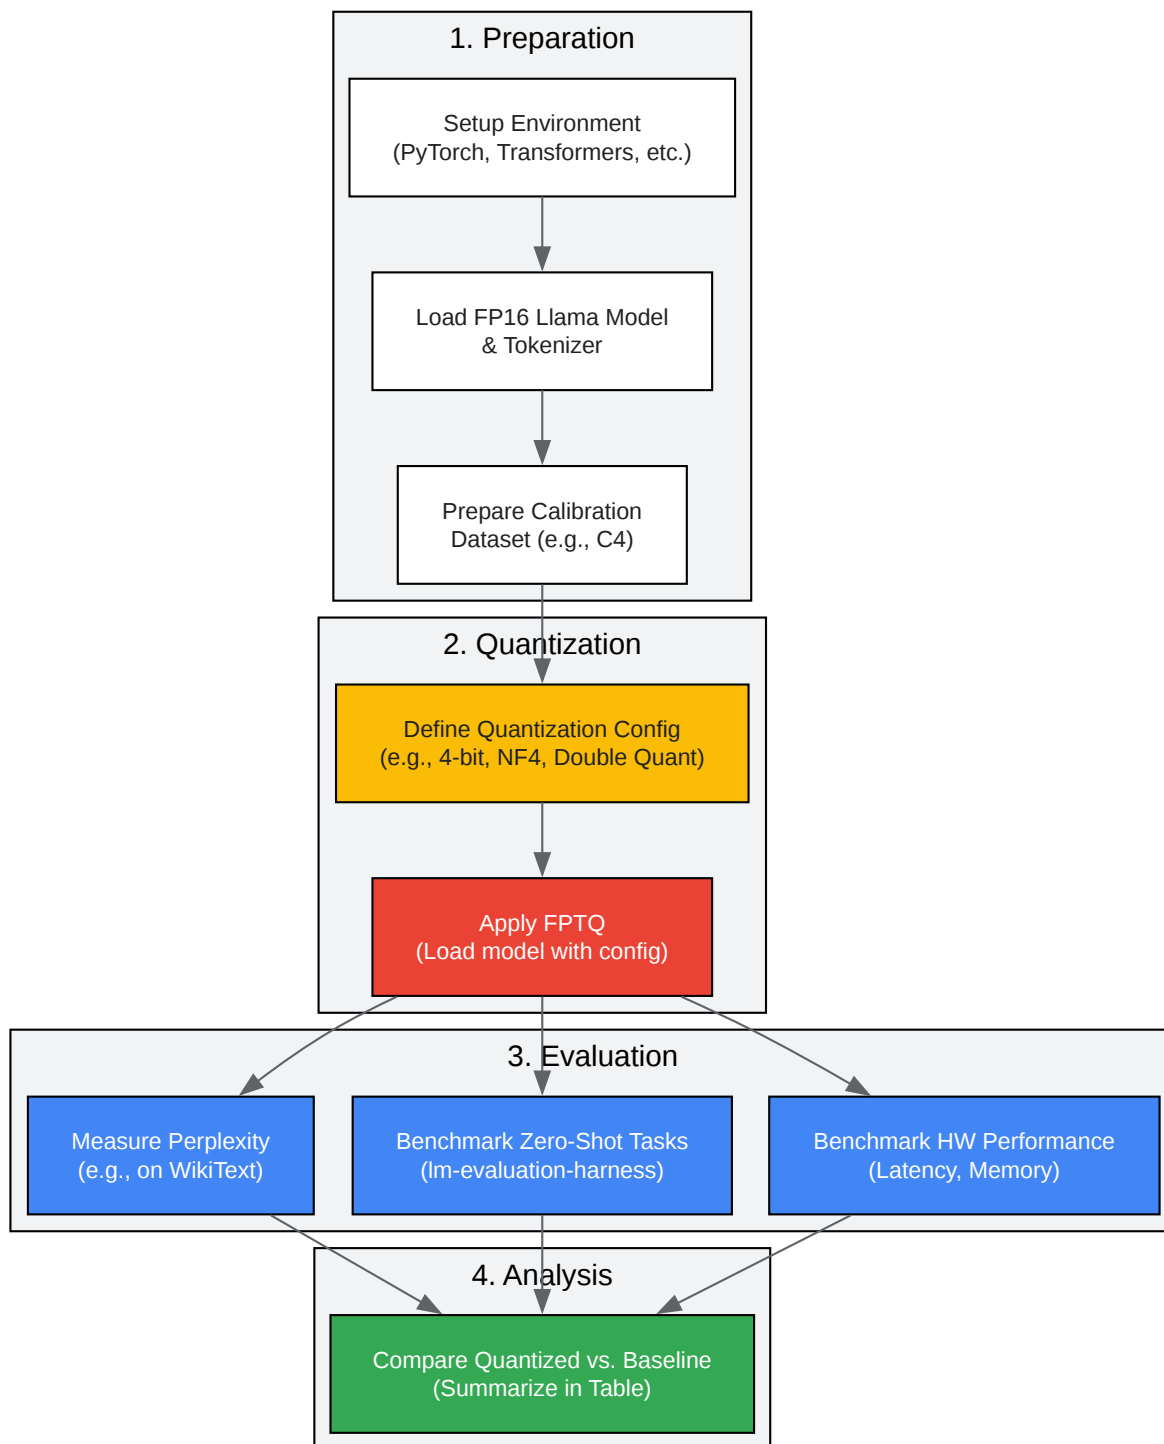 1. Preparation
Setup Environment
(PyTorch, Transformers, etc.)
Load FP16 Llama Model
& Tokenizer
Prepare Calibration
Dataset (e.g., C4)
2. Quantization
Define Quantization Config
(e.g., 4-bit, NF4, Double Quant)
Apply FPTQ
(Load model with config)
3. Evaluation
Measure Perplexity
(e.g., on WikiText)
Benchmark Zero-Shot Tasks
(lm-evaluation-harness)
Benchmark HW Performance
(Latency, Memory)
4. Analysis
Compare Quantized vs. Baseline
(Summarize in Table)